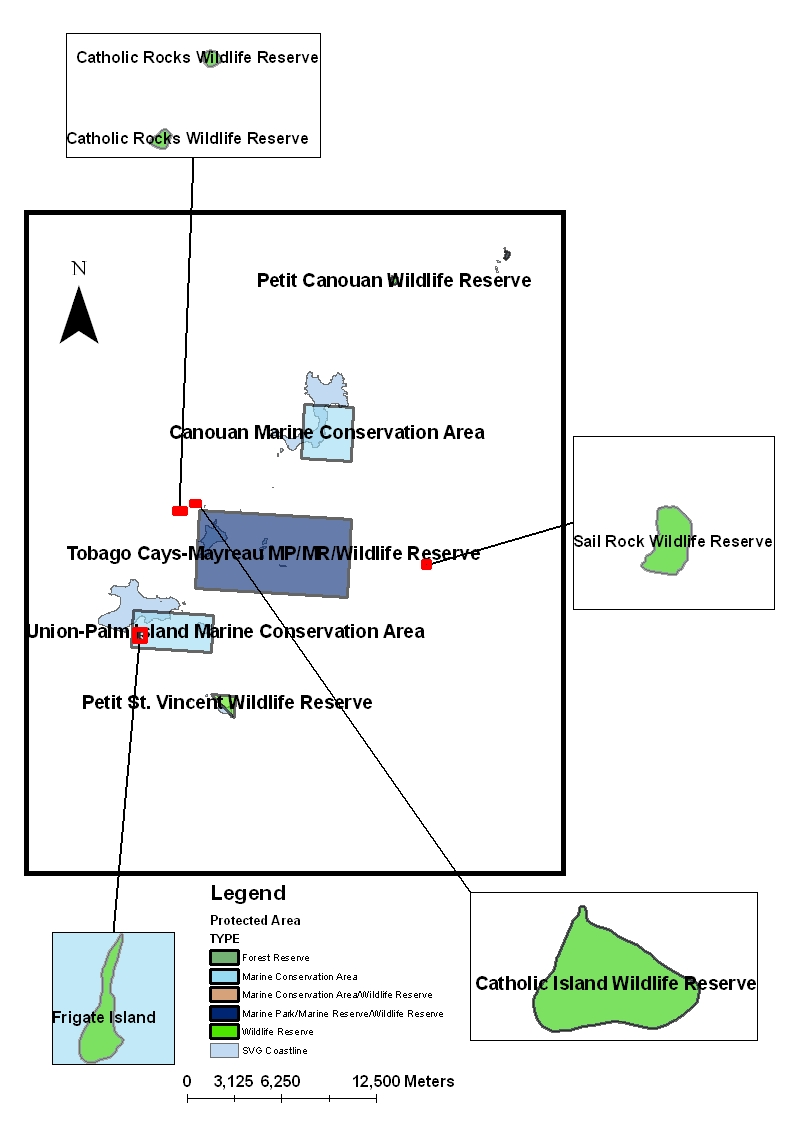 Catholic Rocks Wildlife Reserve
Catholic Rocks Wildlife Reserve
N
Petit Canouan Wildlife Reserve
Canouan Marine Conservation Area
Sail Rock Wildlife Reserve
Tobago Cays-Mayreau MP/MR/Wildlife Reserve
Union-Palm Island Marine Conservation Area
Petit St. Vincent Wildlife Reserve
Catholic Island Wildlife Reserve
Frigate Island
Legend
Protected Area
TYPE
Forest Reserve
Marine Conservation Area
Marine Conservation Area/Wildlife Reserve
Marine Park/Marine Reserve/Wildlife Reserve
Wildlife Reserve
SVG Coastline
0 3,125 6,250 12,500 Meters